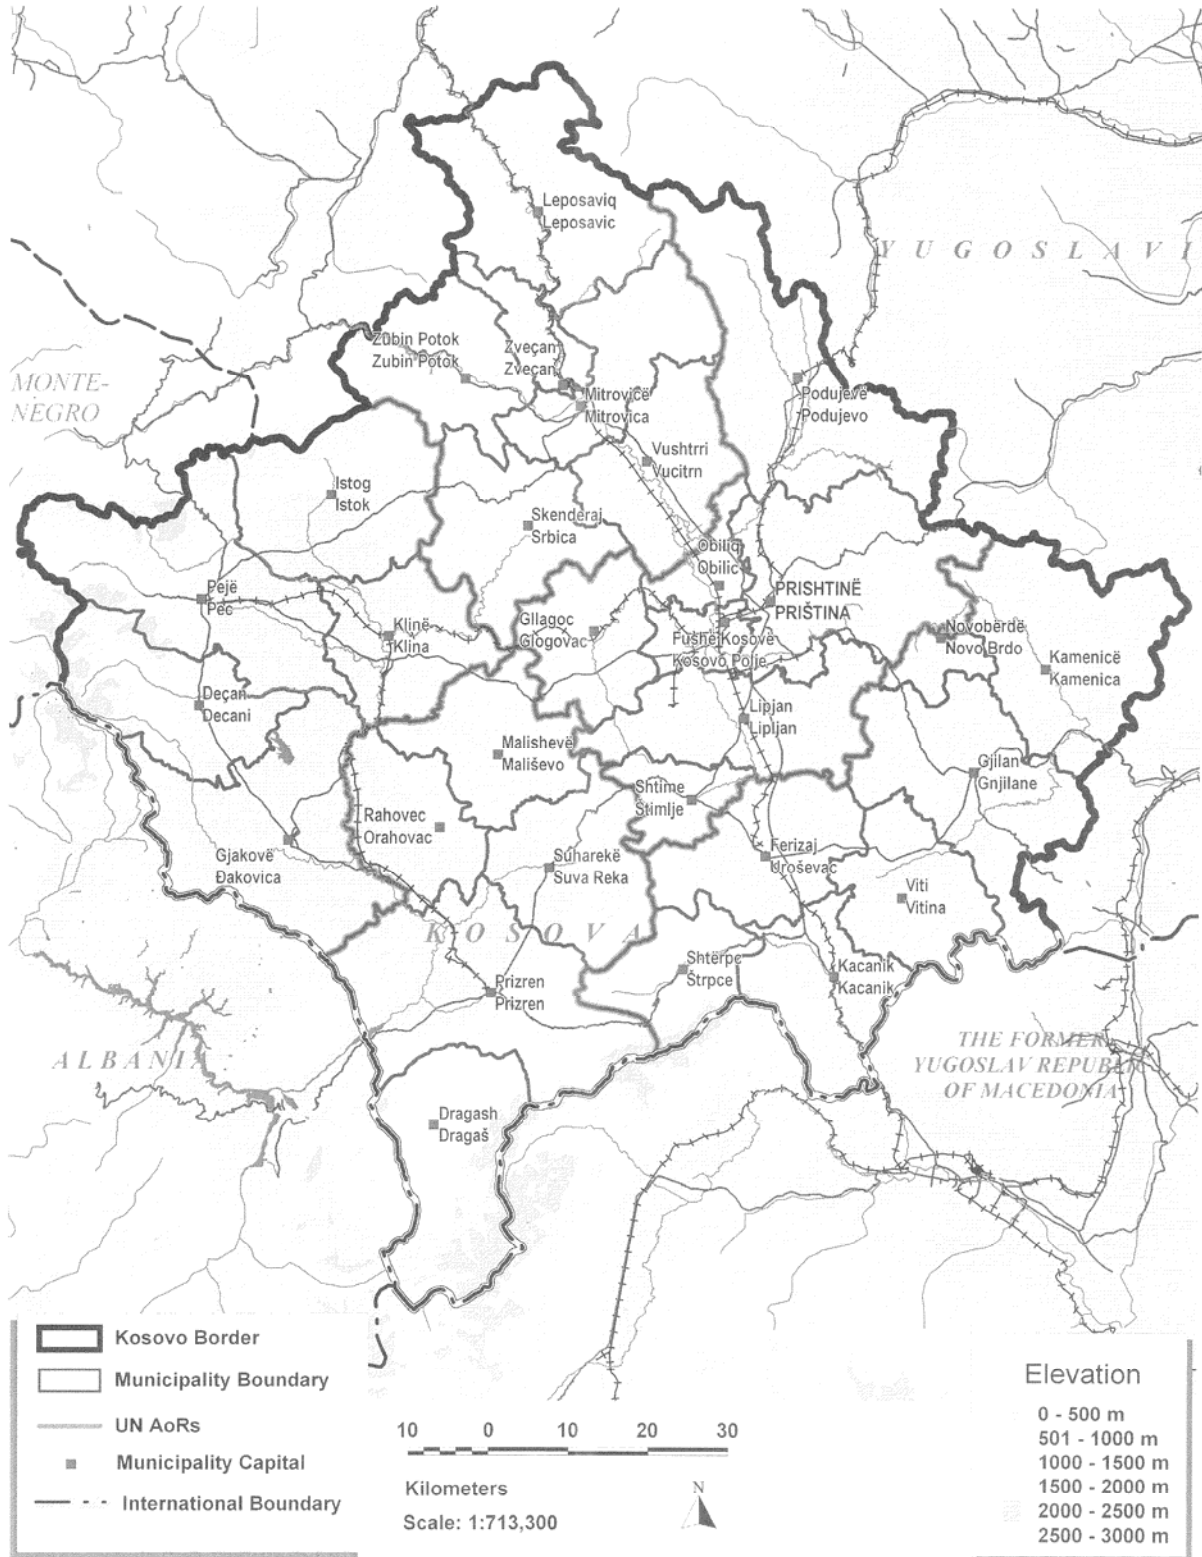 Leposaviq
Leposavic
YUGOSLAVI
Zubin Potok
Zubin Potok
Zveçan
Zveçan
MONTE-
NEGRO
Mitrovicë
Mitrovica
Podujevë
Podujevo
Vushtrri
Vucitrn
Istog
Istok
Skenderaj
Srbica
Obiliq
Obilic
Pejë
Pec
PRISHTINË
PRIŠTINA
Klinë
Klina
Gllagoc
Glogovac
Fushë Kosovë
Kosovo Polje
Novobërdë
Novo Brdo
Kamenicë
Kamenica
Deçan
Decani
Lipjan
Lipljan
Malishevë
Mališevo
Gjilan
Gnjilane
Shtime
Štimlje
Rahovec
Orahovac
Gjakovë
Đakovica
Suharekë
Suva Reka
Ferizaj
Uroševac
Viti
Vitina
KOSOVA
Shtërpc
Štrpce
Kacanik
Kacanik
Prizren
Prizren
ALBANIA
THE FORMER
YUGOSLAV REPUBLIC
OF MACEDONIA
Dragash
Dragaš
Kosovo Border
Municipality Boundary
UN AoRs
Municipality Capital
International Boundary
10 0 10 20 30
Kilometers
Scale: 1:713,300
N
Elevation
0 - 500 m
501 - 1000 m
1000 - 1500 m
1500 - 2000 m
2000 - 2500 m
2500 - 3000 m